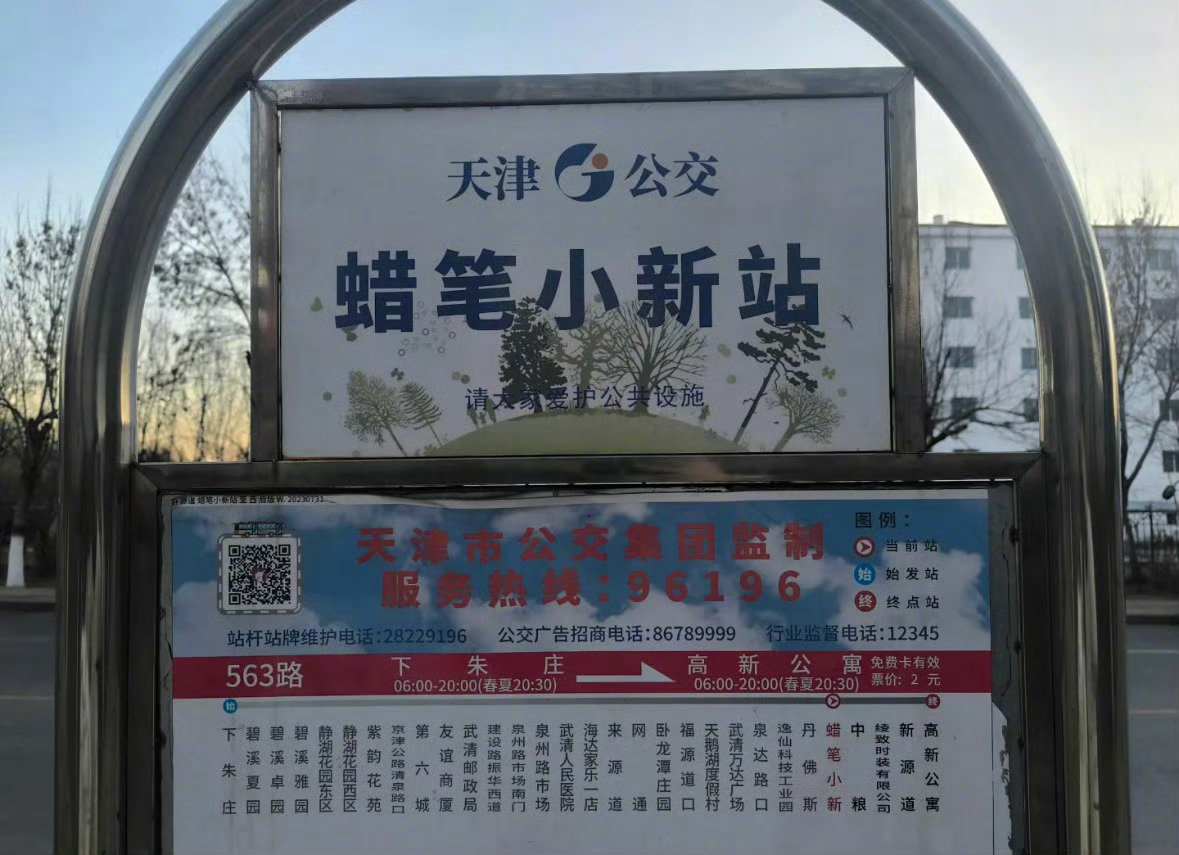 天津 公交
蜡笔小新站
请大家爱护公共设施
蜡笔小新站 至 西 后版 W. 20230731
天津市公交集团监制
服务热线：96196
图例：
当前站
始 始发站
终 终点站
站杆站牌维护电话：28229196 公交广告招商电话：86789999 行业监督电话：12345
563路
下朱庄
06:00-20:00(春夏20:30)
高新公寓
06:00-20:00(春夏20:30)
免费卡有效
票价：2 元
始
终
下朱庄
碧溪夏园
碧溪卓园
碧溪雅园
静湖花园东区
静湖花园西区
紫韵花苑
京津公路清泉路口
第六城
友谊商厦
武清邮政局
建设路振华西道
泉州路市场南门
泉州路市场
武清人民医院
海达家乐一店
来源道
网通
卧龙潭庄园
福源道口
天鹅湖度假村
武清万达广场
泉达路口
逸仙科技工业园
丹佛斯
蜡笔小新
中粮
绫致时装有限公司
新源道
高新公寓